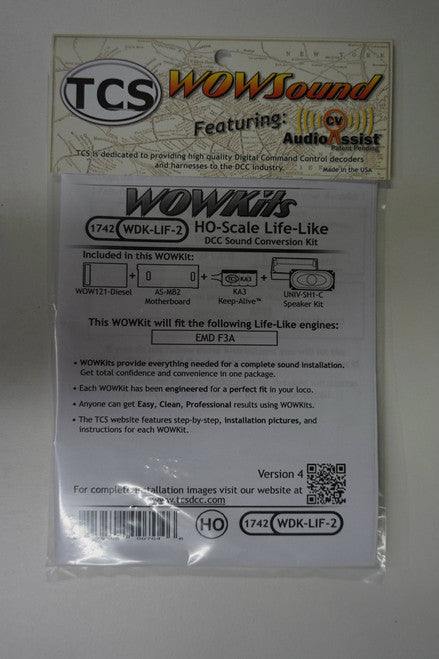 TCS
WOWSound
Featuring:
CV
AudioAssist
Patent Pending
TCS is dedicated to providing high quality Digital Command Control decoders
and harnesses to the DCC industry.
Made in the USA
WOWKits
1742 WDK-LIF-2 HO-Scale Life-Like
DCC Sound Conversion Kit
Included in this WOWKit:
WOW121-Diesel
AS-MB2
Motherboard
TCS KA3
KA3
Keep-Alive™
UNIV-SH1-C
Speaker Kit
This WOWKit will fit the following Life-Like engines:
EMD F3A
• WOWKits provide everything needed for a complete sound installation.
Get total confidence and convenience in one package.
• Each WOWKit has been engineered for a perfect fit in your loco.
• Anyone can get Easy, Clean, Professional results using WOWKits.
• The TCS website features step-by-step, installation pictures, and
instructions for each WOWKit.
Version 4
For complete installation images visit our website at
www.tcsdcc.com
HO
1742 WDK-LIF-2